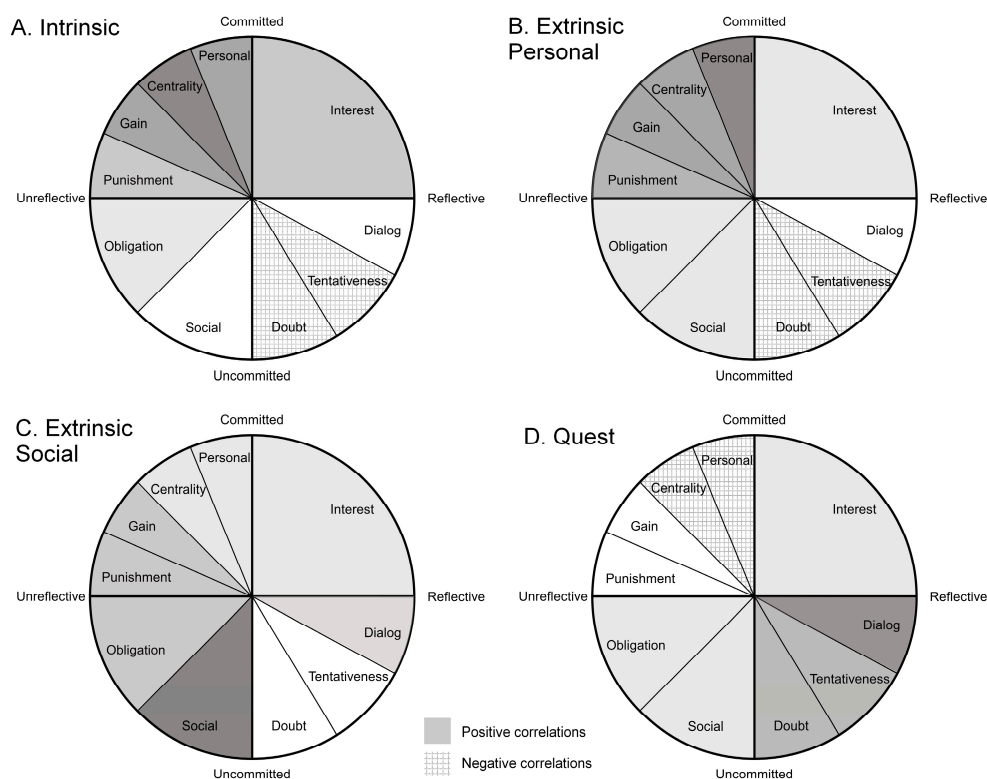 A. Intrinsic
Committed
Personal
Centrality
Gain
Punishment
Interest
Unreflective
Reflective
Obligation
Social
Doubt
Tentativeness
Dialog
Uncommitted
B. Extrinsic
Personal
Committed
Personal
Centrality
Gain
Punishment
Interest
Unreflective
Reflective
Obligation
Social
Doubt
Tentativeness
Dialog
Uncommitted
C. Extrinsic
Social
Committed
Personal
Centrality
Gain
Punishment
Interest
Unreflective
Reflective
Obligation
Social
Doubt
Tentativeness
Dialog
Uncommitted
D. Quest
Committed
Personal
Centrality
Gain
Punishment
Interest
Unreflective
Reflective
Obligation
Social
Doubt
Tentativeness
Dialog
Uncommitted
Positive correlations
Negative correlations